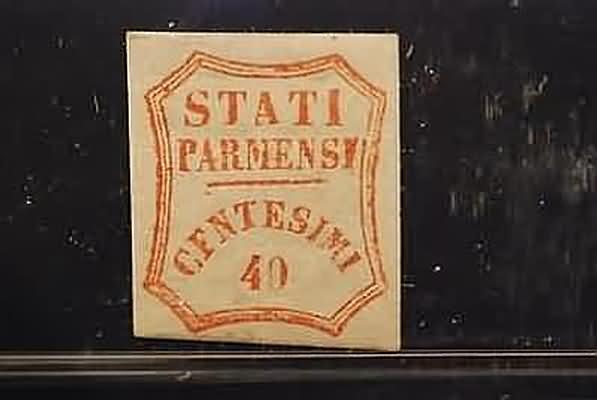 STATI
PARMENSI
CENTESIMI
40